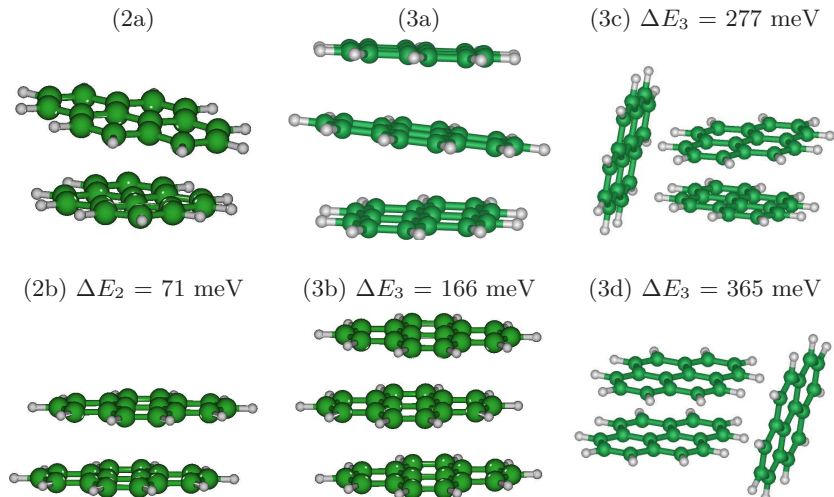 (2a)
(3a)
(3c) ΔE₃ = 277 meV
(2b) ΔE₂ = 71 meV
(3b) ΔE₃ = 166 meV
(3d) ΔE₃ = 365 meV